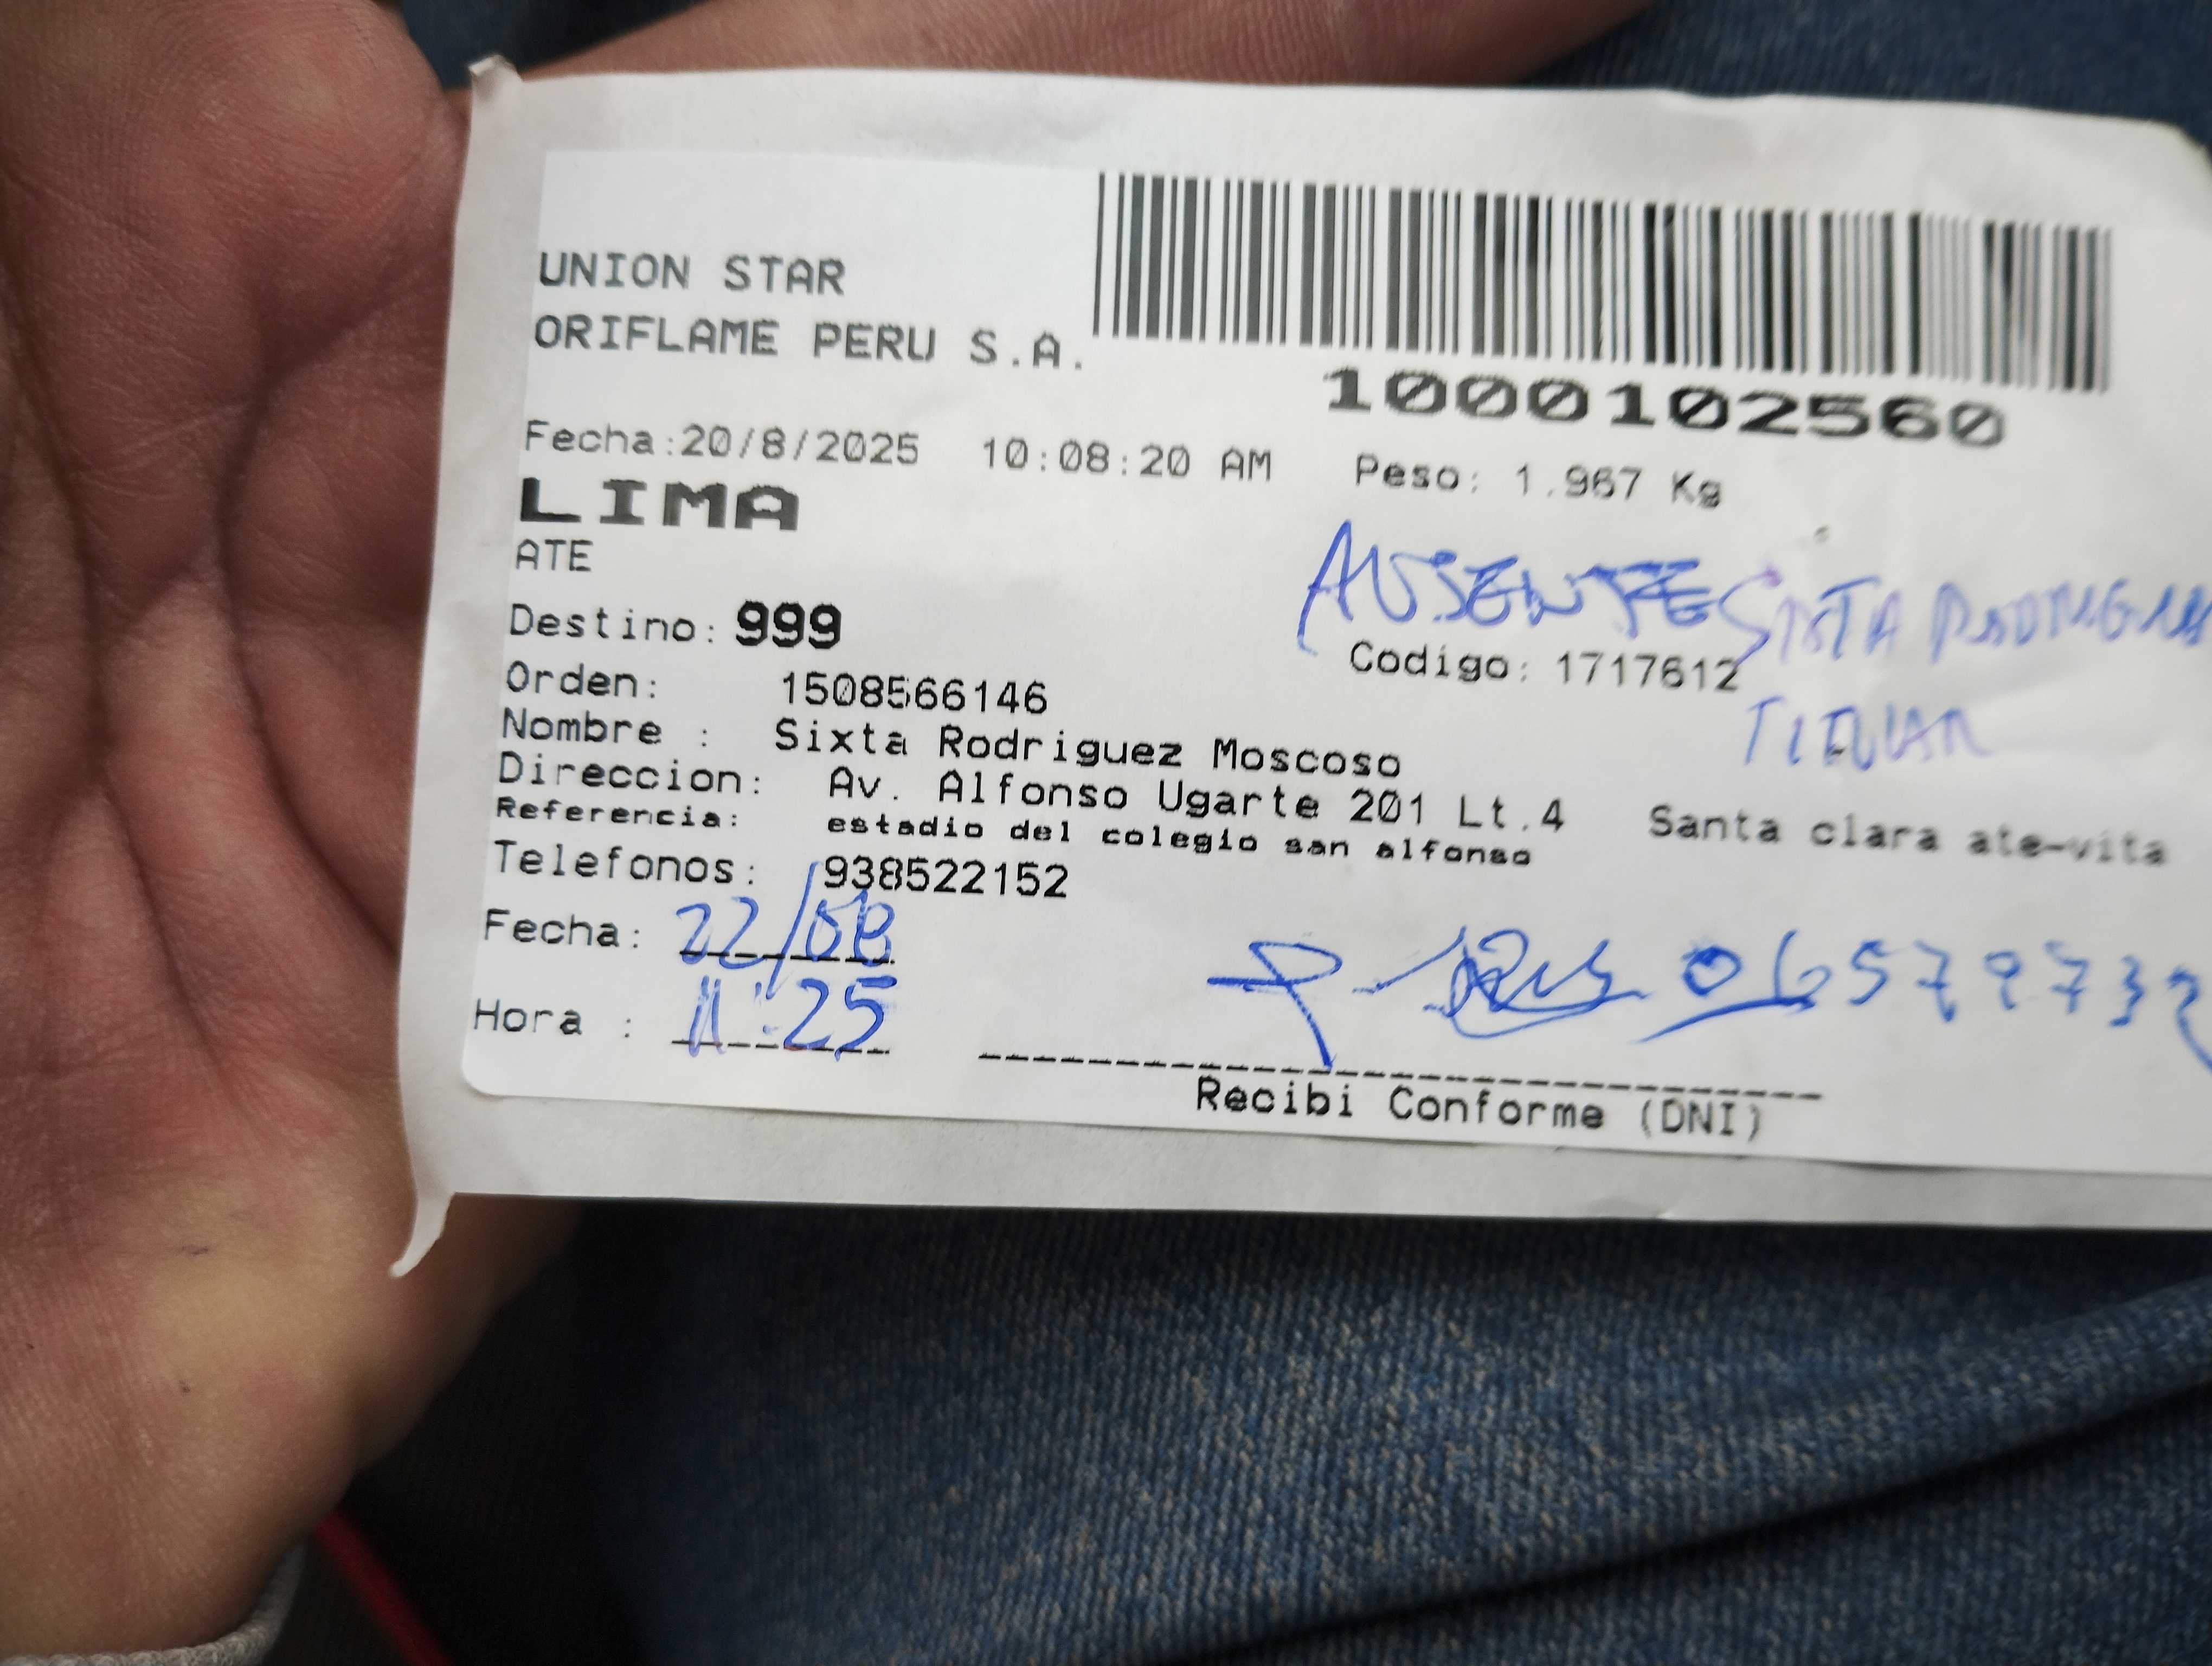 UNION STAR
ORIFLAME PERU S.A.
1000102560
Fecha:20/8/2025 10:08:20 AM Peso: 1.967 Kg
LIMA
ATE
AUSENTE SIXTA RODRIGUEZ
Destino: 999
Codigo: 1717612
Orden: 1508566146
Nombre : Sixta Rodriguez Moscoso
Direccion: Av. Alfonso Ugarte 201 Lt.4 Santa clara ate-vita
Referencia: estadio del colegio san alfonso
Telefonos: 938522152
Fecha: 22/08
Hora : 11:25
Recibi Conforme (DNI)